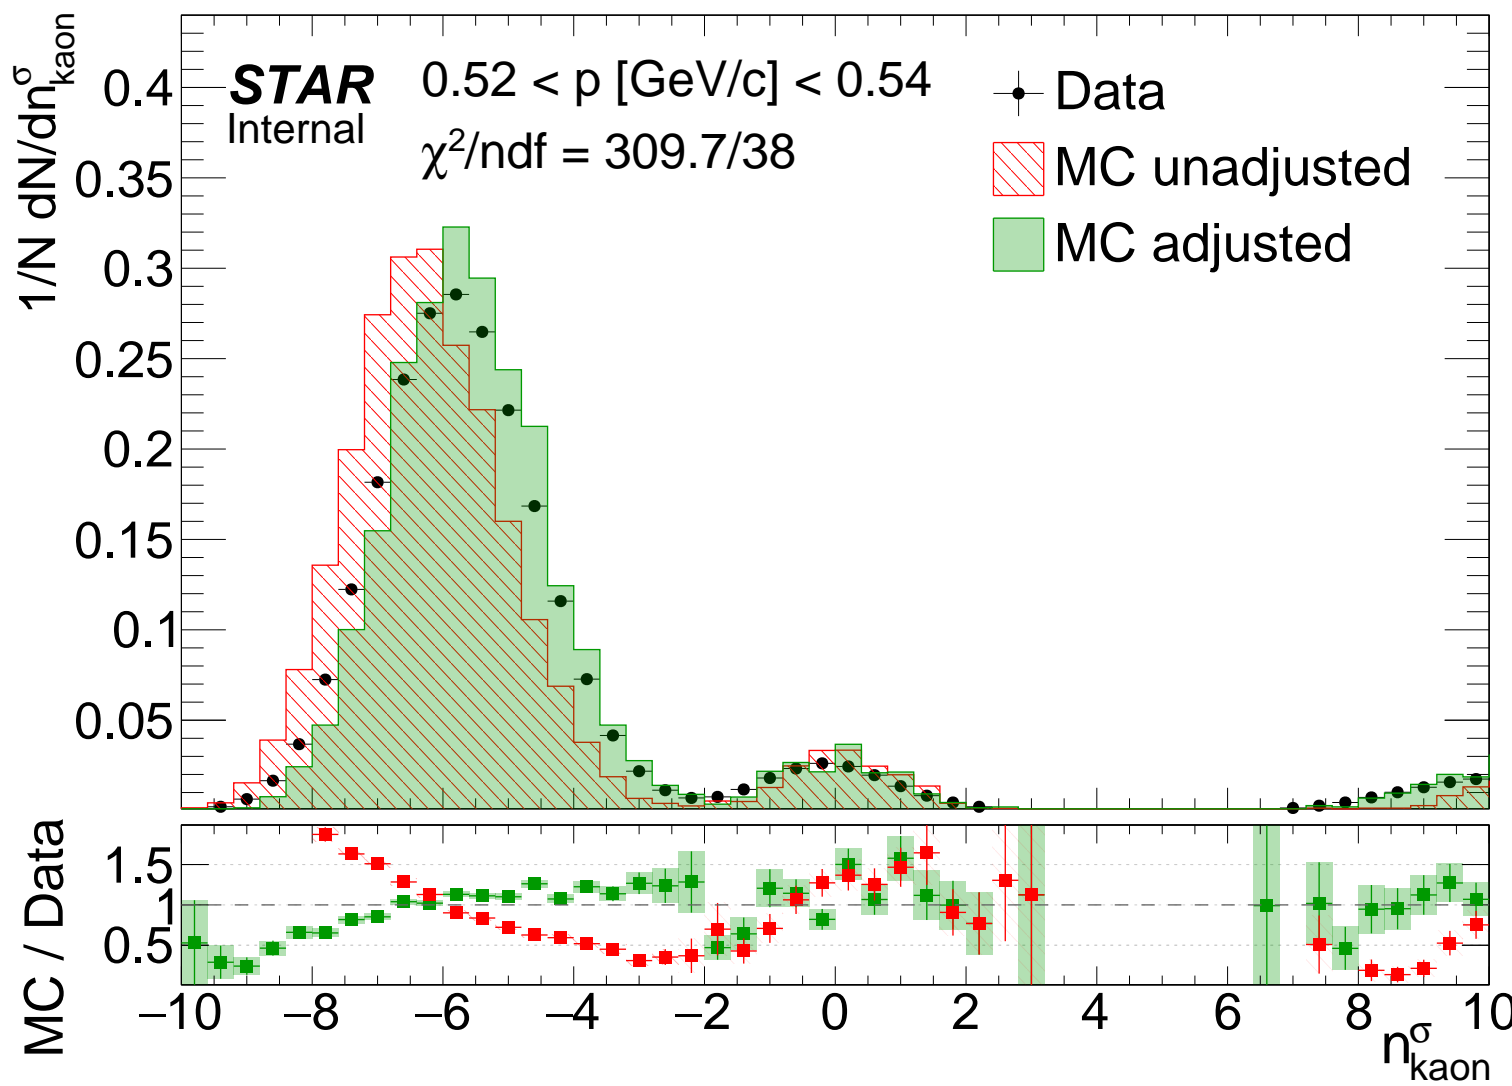 1/N dN/dn^σ_kaon
0.4
0.35
0.3
0.25
0.2
0.15
0.1
0.05
STAR
Internal
0.52 < p [GeV/c] < 0.54
χ²/ndf = 309.7/38
Data
MC unadjusted
MC adjusted
MC / Data
1.5
1
0.5
−10 −8 −6 −4 −2 0 2 4 6 8 10
n^σ_kaon